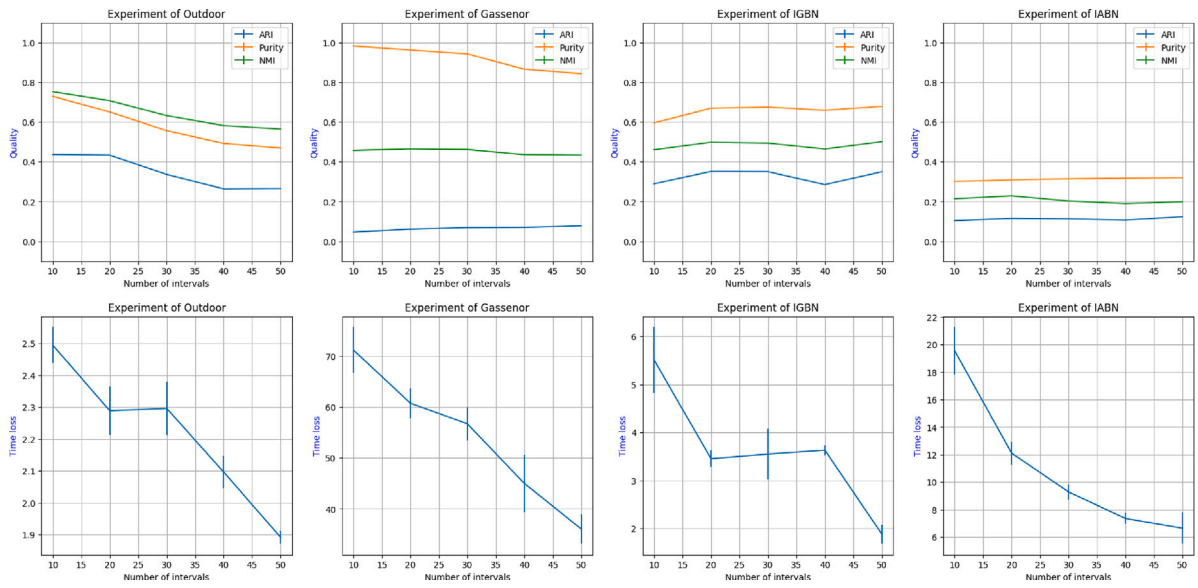 Experiment of Outdoor
Quality
1.0
0.8
0.6
0.4
0.2
0.0
ARI
Purity
NMI
10 15 20 25 30 35 40 45 50
Number of intervals
Experiment of Gassenor
Quality
1.0
0.8
0.6
0.4
0.2
0.0
ARI
Purity
NMI
10 15 20 25 30 35 40 45 50
Number of intervals
Experiment of IGBN
Quality
1.0
0.8
0.6
0.4
0.2
0.0
ARI
Purity
NMI
10 15 20 25 30 35 40 45 50
Number of intervals
Experiment of IABN
Quality
1.0
0.8
0.6
0.4
0.2
0.0
ARI
Purity
NMI
10 15 20 25 30 35 40 45 50
Number of intervals
Experiment of Outdoor
Time loss
2.5
2.4
2.3
2.2
2.1
2.0
1.9
10 15 20 25 30 35 40 45 50
Number of intervals
Experiment of Gassenor
Time loss
70
60
50
40
10 15 20 25 30 35 40 45 50
Number of intervals
Experiment of IGBN
Time loss
6
5
4
3
2
10 15 20 25 30 35 40 45 50
Number of intervals
Experiment of IABN
Time loss
22
20
18
16
14
12
10
8
6
10 15 20 25 30 35 40 45 50
Number of intervals